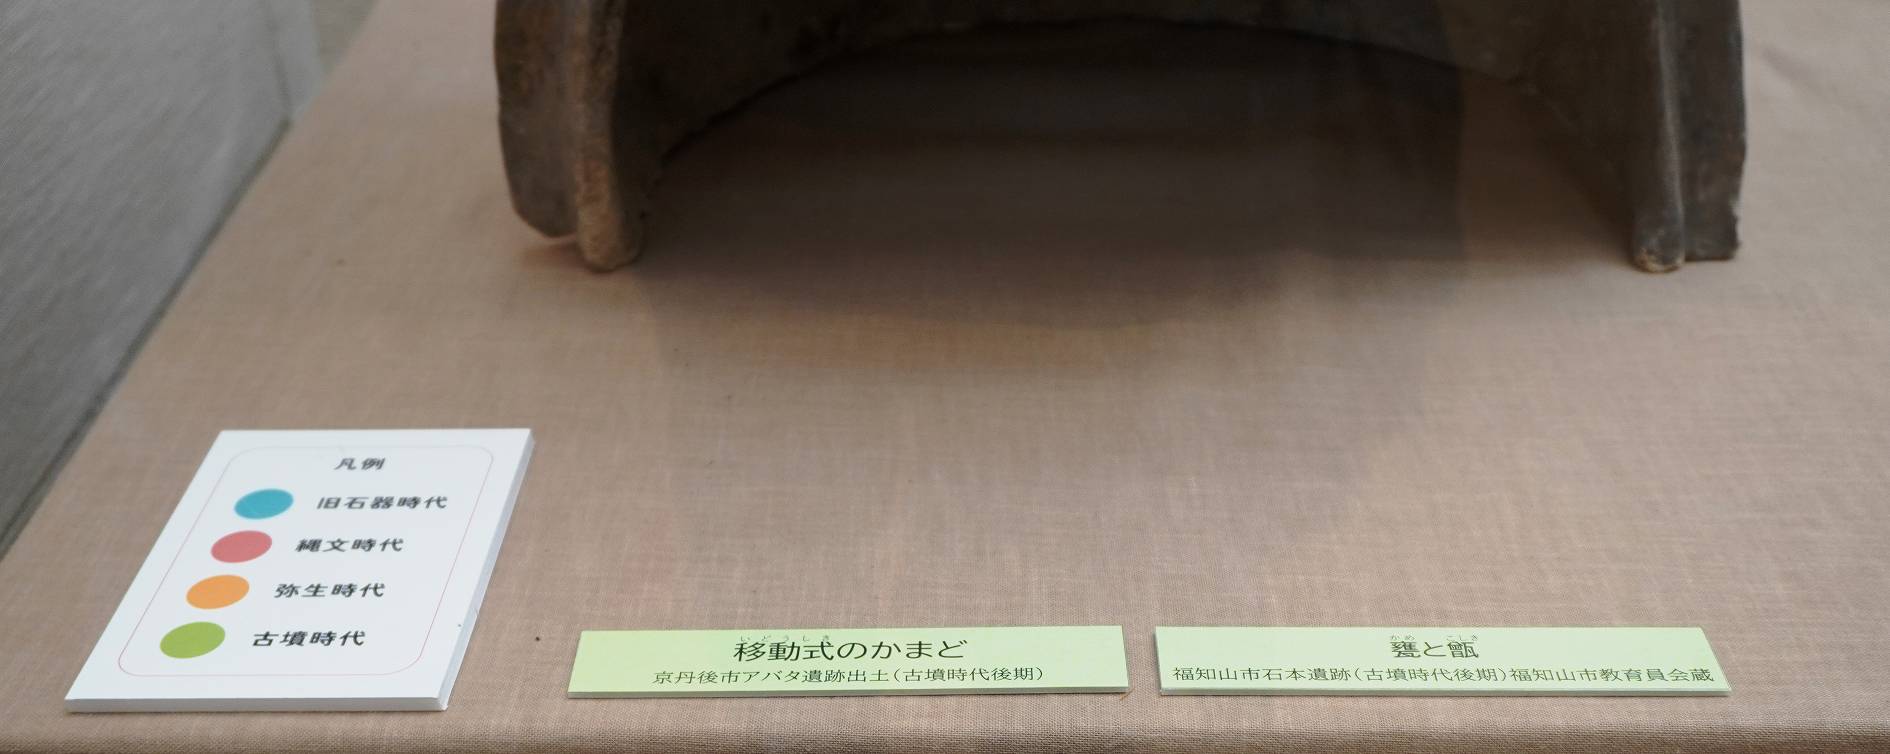 凡例
旧石器時代
縄文時代
弥生時代
古墳時代
いどうしき
移動式のかまど
京丹後市アバタ遺跡出土(古墳時代後期)
かめ こしき
甕と甑
福知山市石本遺跡(古墳時代後期)福知山市教育員会蔵